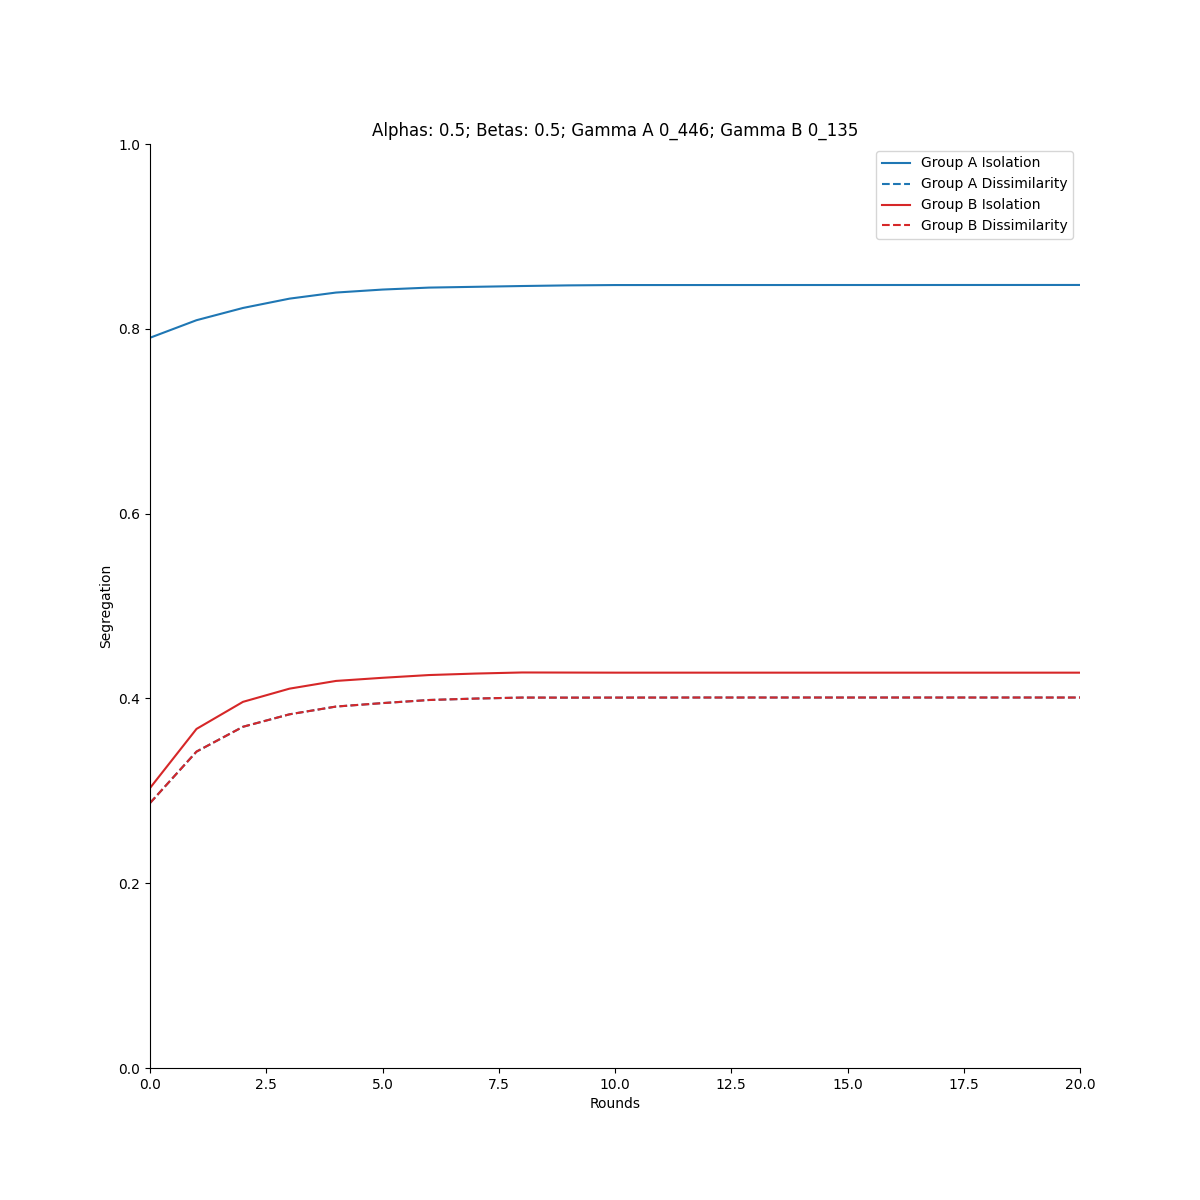 Alphas: 0.5; Betas: 0.5; Gamma A 0_446; Gamma B 0_135
1.0
0.8
0.6
0.4
0.2
0.0
Segregation
Group A Isolation
Group A Dissimilarity
Group B Isolation
Group B Dissimilarity
0.0 2.5 5.0 7.5 10.0 12.5 15.0 17.5 20.0
Rounds